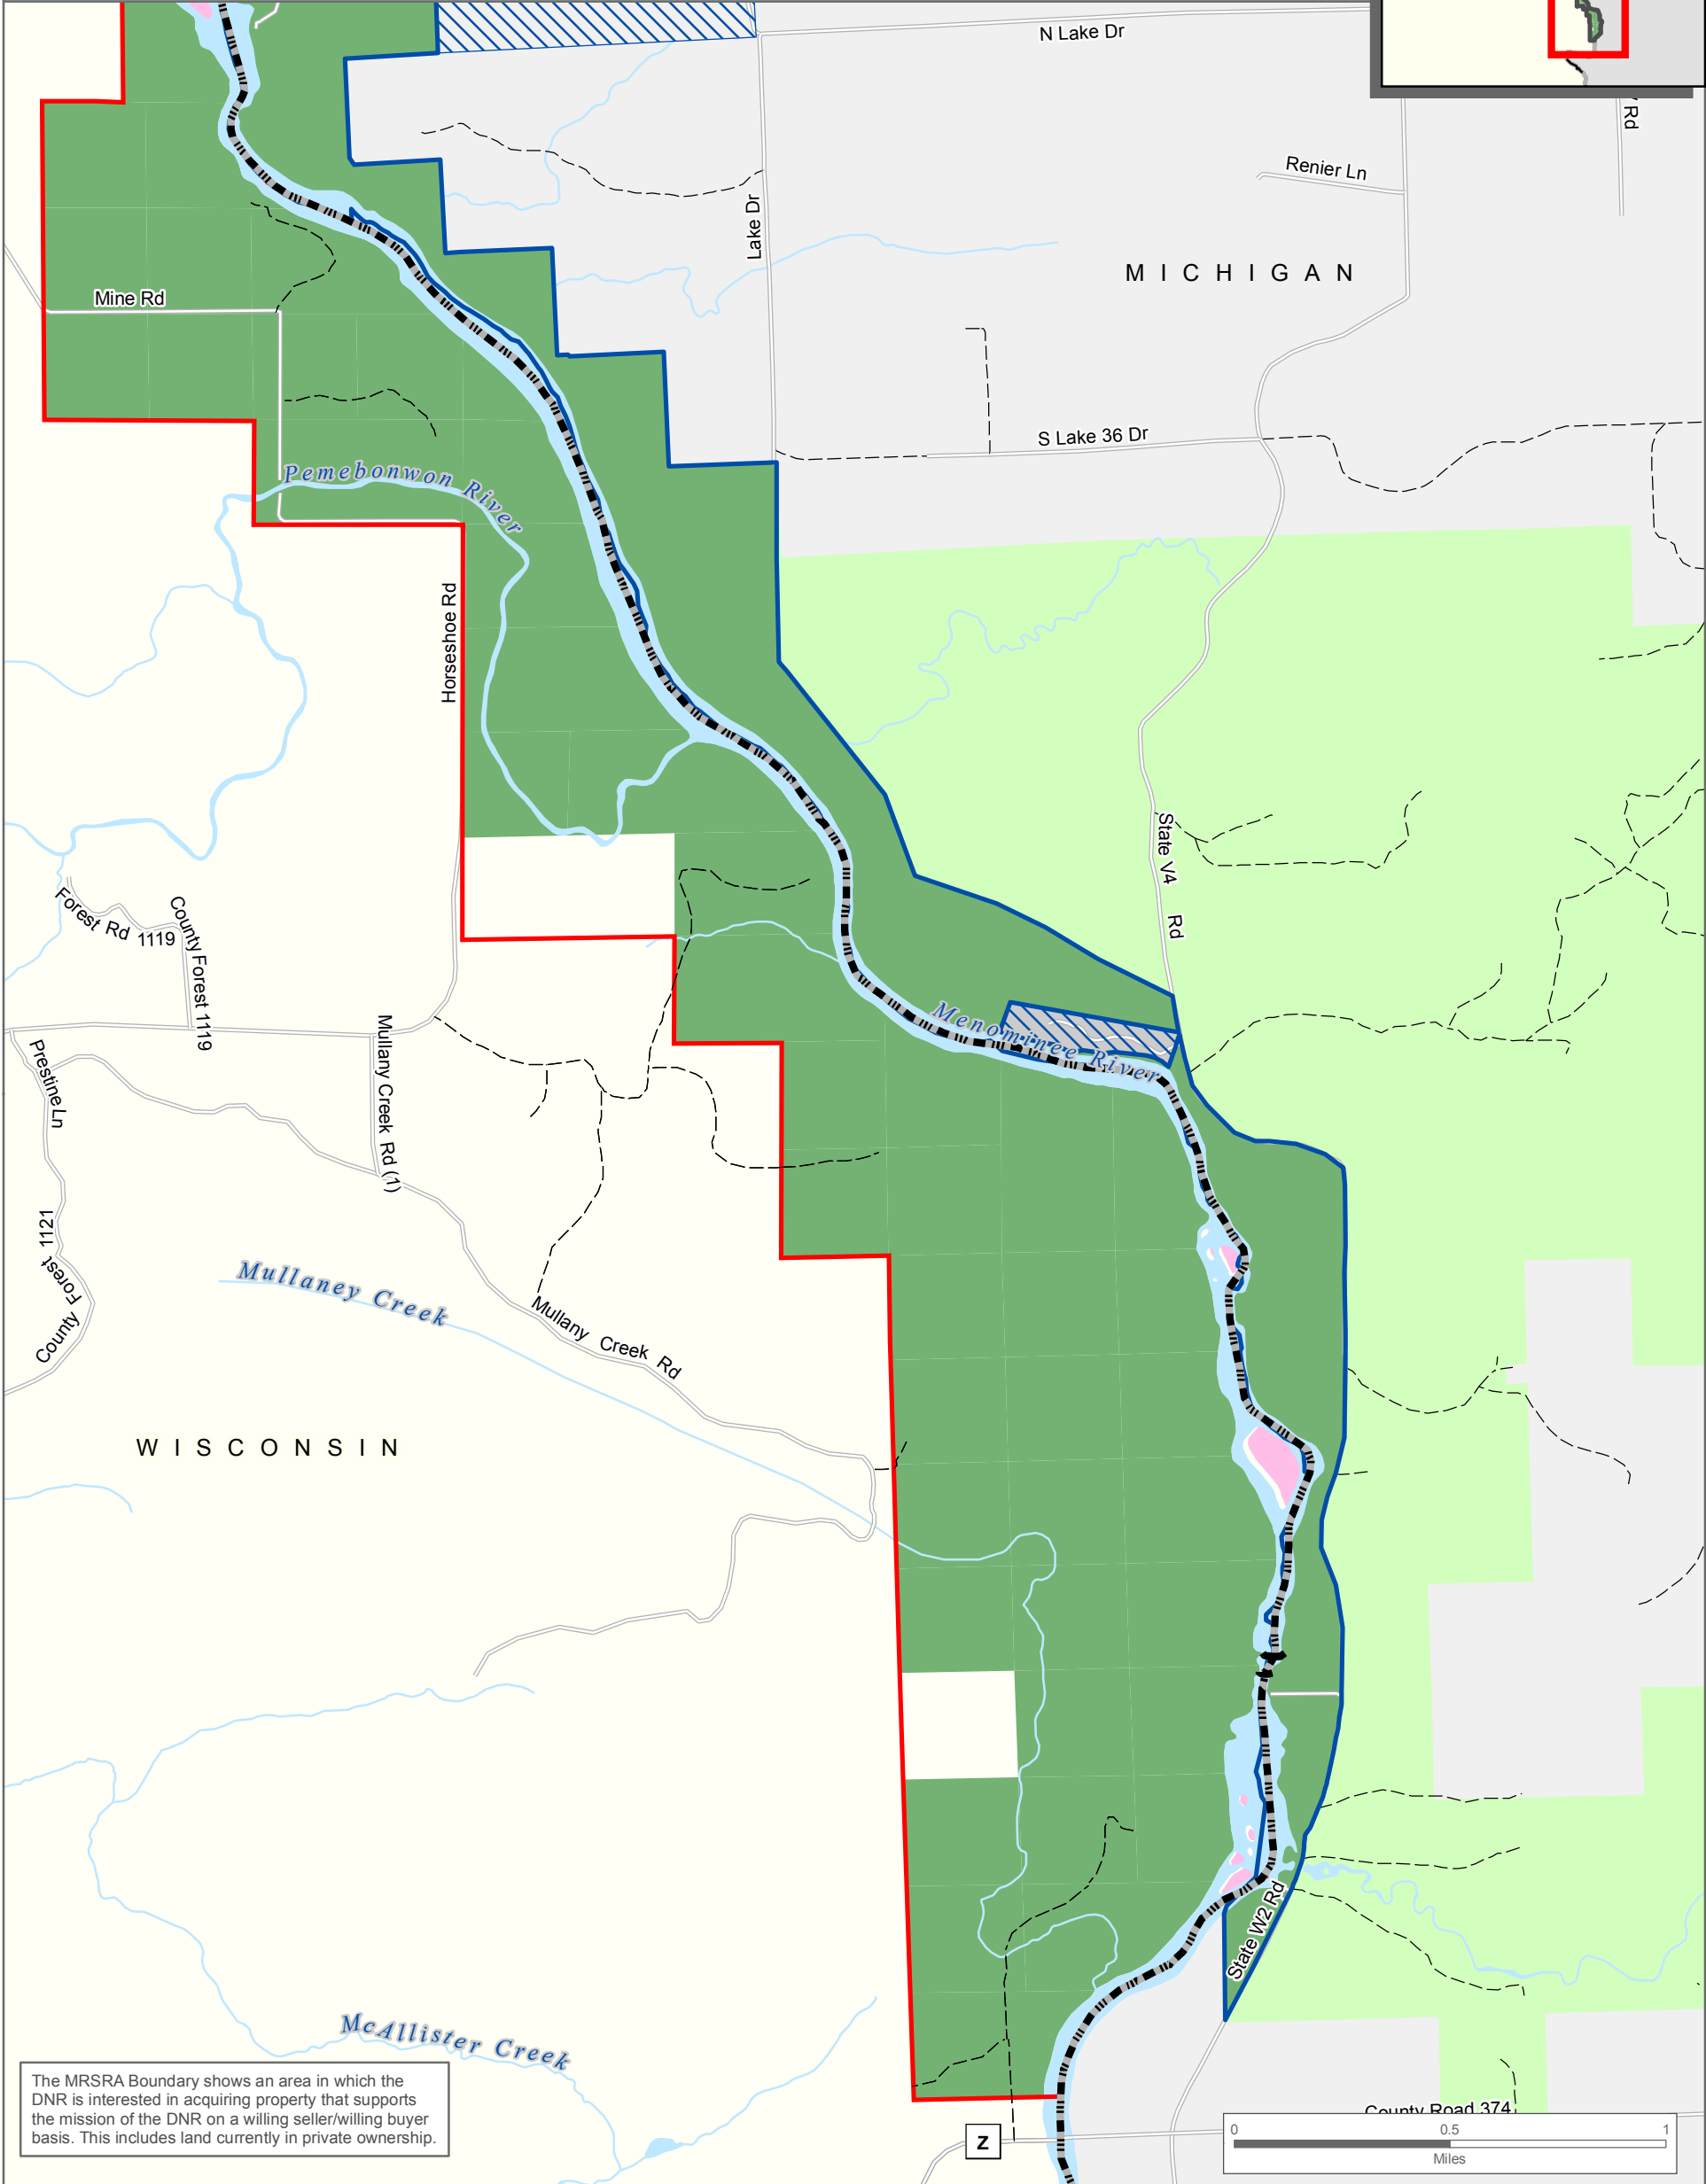 N Lake Dr
Rd
Renier Ln
Lake Dr
MICHIGAN
Mine Rd
S Lake 36 Dr
Pemebonwon River
Horseshoe Rd
State V4 Rd
Forest Rd 1119
County Forest 1119
Menominee River
Mullany Creek Rd (1)
Prestine Ln
County Forest 1121
Mullaney Creek
Mullany Creek Rd
WISCONSIN
State W2 Rd
McAllister Creek
The MRSRA Boundary shows an area in which the
DNR is interested in acquiring property that supports
the mission of the DNR on a willing seller/willing buyer
basis. This includes land currently in private ownership.
County Road 374
Z
0 0.5 1
Miles